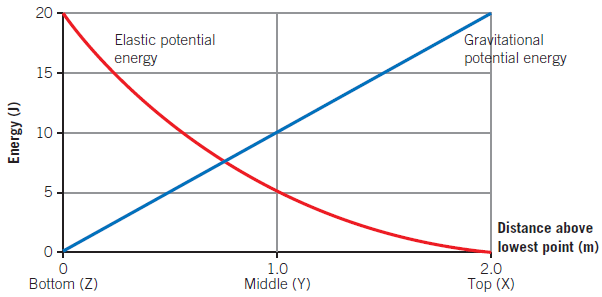 20
15
10
5
0
Energy (J)
Elastic potential
energy
Gravitational
potential energy
Distance above
lowest point (m)
0
Bottom (Z)
1.0
Middle (Y)
2.0
Top (X)